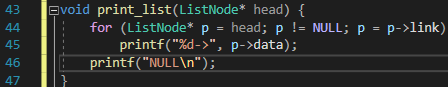 43 void print_list(ListNode* head) {
44 for (ListNode* p = head; p != NULL; p = p->link)
45 printf("%d->", p->data);
46 printf("NULL\n");
47 }